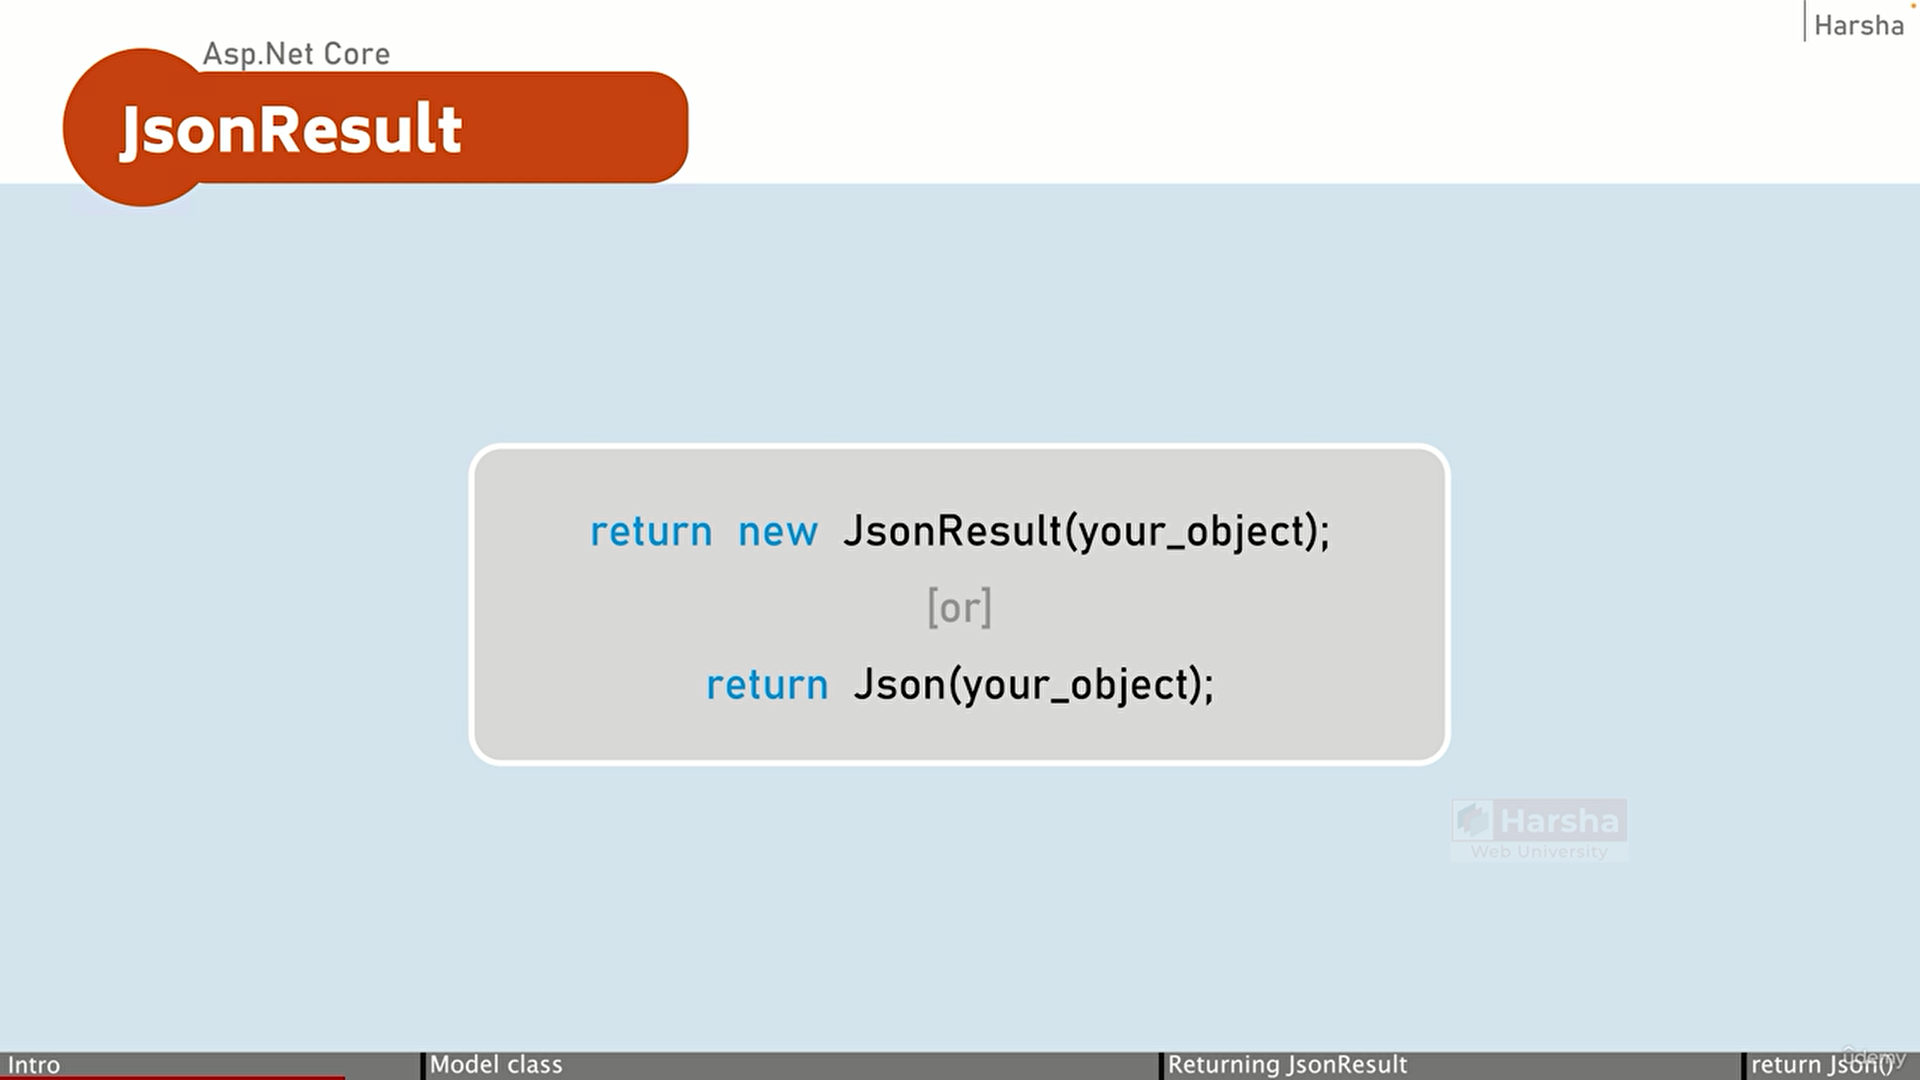 Harsha
Asp.Net Core
JsonResult
return new JsonResult(your_object);
[or]
return Json(your_object);
Harsha
Web University
Intro
Model class
Returning JsonResult
return Json()
ûdemy